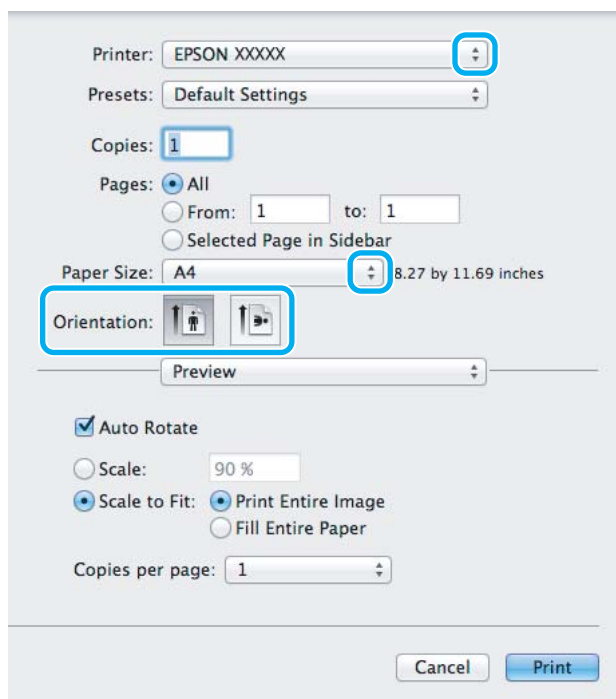 Printer: EPSON XXXXX
Presets: Default Settings
Copies: 1
Pages: All
From: 1 to: 1
Selected Page in Sidebar
Paper Size: A4 8.27 by 11.69 inches
Orientation:
Preview
Auto Rotate
Scale: 90 %
Scale to Fit: Print Entire Image
Fill Entire Paper
Copies per page: 1
Cancel Print